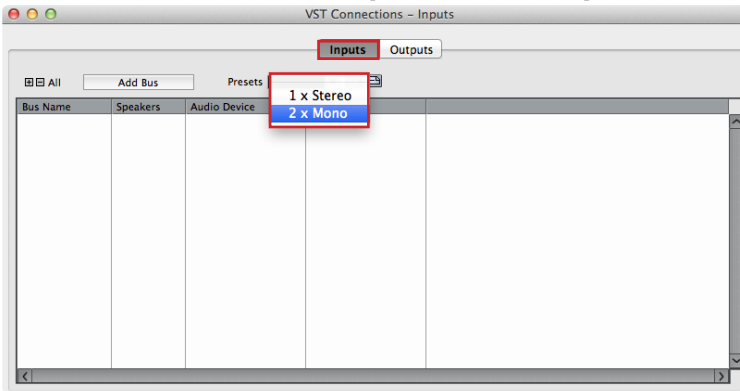 VST Connections – Inputs
Inputs Outputs
All Add Bus Presets
1 x Stereo
2 x Mono
Bus Name Speakers Audio Device